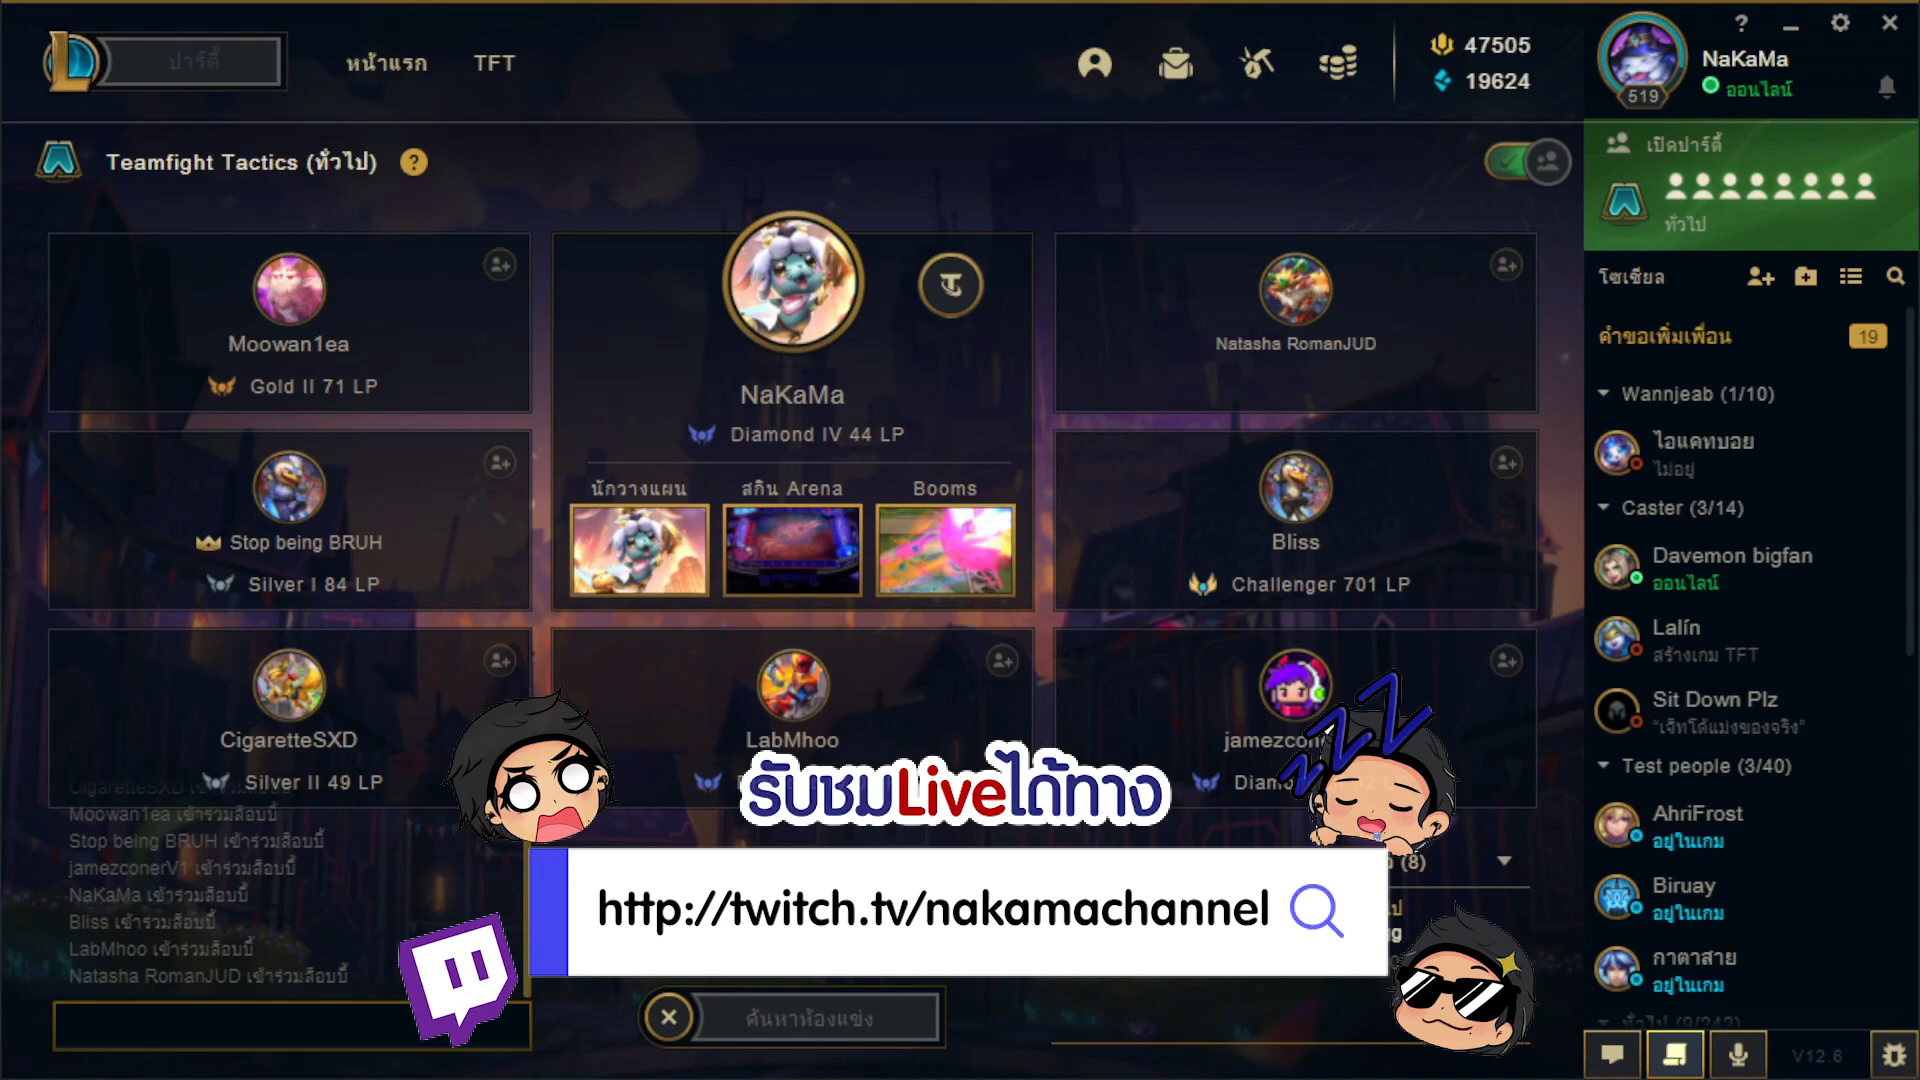 ปาร์ตี้
หน้าแรก
TFT
47505
19624
519
NaKaMa
ออนไลน์
Teamfight Tactics (ทั่วไป)
?
เปิดปาร์ตี้
ทั่วไป
Moowan1ea
Gold II 71 LP
NaKaMa
Diamond IV 44 LP
นักวางแผน
สกิน Arena
Booms
Natasha RomanJUD
Stop being BRUH
Silver I 84 LP
Bliss
Challenger 701 LP
CigaretteSXD
Silver II 49 LP
LabMhoo
jamezcon
Diam
CigaretteSXD
Moowan1ea เข้าร่วมล็อบบี้
Stop being BRUH เข้าร่วมล็อบบี้
jamezconerV1 เข้าร่วมล็อบบี้
NaKaMa เข้าร่วมล็อบบี้
Bliss เข้าร่วมล็อบบี้
LabMhoo เข้าร่วมล็อบบี้
Natasha RomanJUD เข้าร่วมล็อบบี้
รับชมLiveได้ทาง
zzZZ
http://twitch.tv/nakamachannel
(8)
ค้นหาห้องแข่ง
โซเชียล
คำขอเพิ่มเพื่อน
19
Wannjeab (1/10)
ไอแคทบอย
ไม่อยู่
Caster (3/14)
Davemon bigfan
ออนไลน์
Lalín
สร้างเกม TFT
Sit Down Plz
"เจ็ทโด้แม่งของจริง"
Test people (3/40)
AhriFrost
อยู่ในเกม
Biruay
อยู่ในเกม
กาตาสาย
อยู่ในเกม
ทั่วไป (9/242)
V12.6